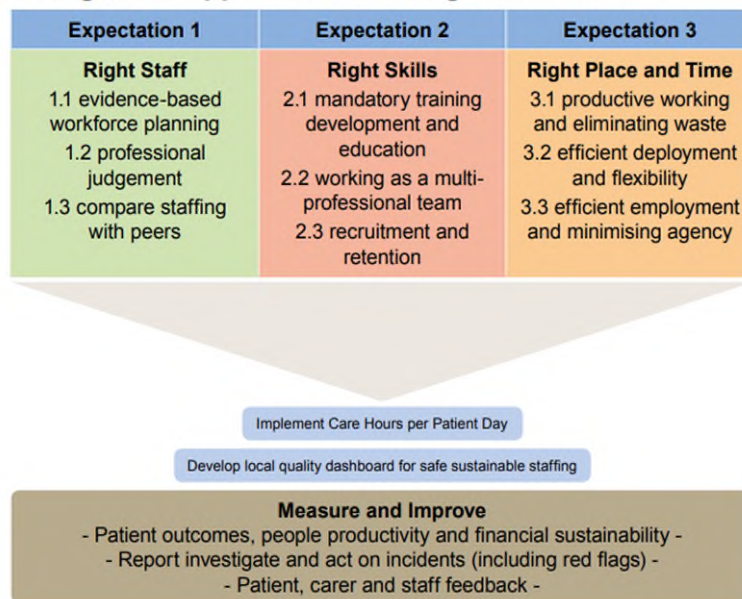 Expectation 1
Expectation 2
Expectation 3
Right Staff
1.1 evidence-based
workforce planning
1.2 professional
judgement
1.3 compare staffing
with peers
Right Skills
2.1 mandatory training
development and
education
2.2 working as a multi-
professional team
2.3 recruitment and
retention
Right Place and Time
3.1 productive working
and eliminating waste
3.2 efficient deployment
and flexibility
3.3 efficient employment
and minimising agency
Implement Care Hours per Patient Day
Develop local quality dashboard for safe sustainable staffing
Measure and Improve
- Patient outcomes, people productivity and financial sustainability -
- Report investigate and act on incidents (including red flags) -
- Patient, carer and staff feedback -